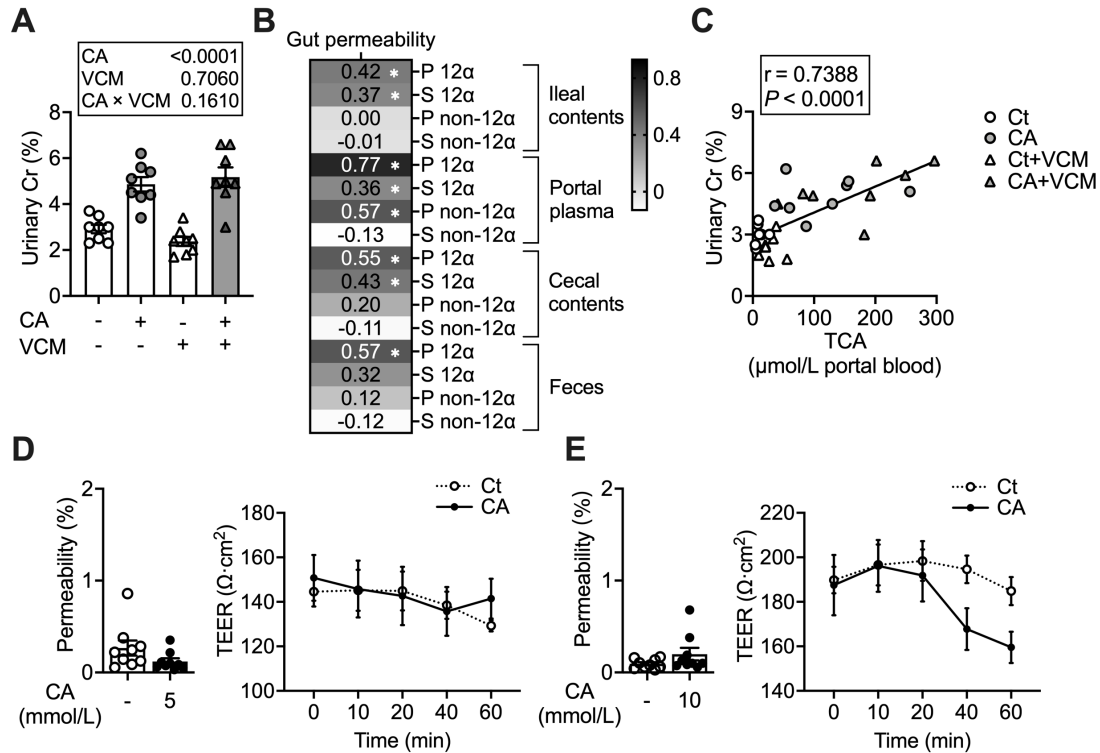 A
CA <0.0001
VCM 0.7060
CA × VCM 0.1610
Urinary Cr (%)
8
6
4
2
0
CA - + - +
VCM - - + +
B
Gut permeability
0.42 * P 12α
0.37 * S 12α
0.00 P non-12α
-0.01 S non-12α
Ileal
contents
0.77 * P 12α
0.36 * S 12α
0.57 * P non-12α
-0.13 S non-12α
Portal
plasma
0.55 * P 12α
0.43 * S 12α
0.20 P non-12α
-0.11 S non-12α
Cecal
contents
0.57 * P 12α
0.32 S 12α
0.12 P non-12α
-0.12 S non-12α
Feces
0.8
0.4
0
C
r = 0.7388
P < 0.0001
Urinary Cr (%)
9
6
3
0
0 100 200 300
TCA
(μmol/L portal blood)
Ct
CA
Ct+VCM
CA+VCM
D
Permeability (%)
2
1
0
CA - 5
(mmol/L)
Ct
CA
TEER (Ω·cm²)
180
160
140
120
100
0 10 20 40 60
Time (min)
E
Permeability (%)
2
1
0
CA - 10
(mmol/L)
Ct
CA
TEER (Ω·cm²)
220
200
180
160
140
0 10 20 40 60
Time (min)